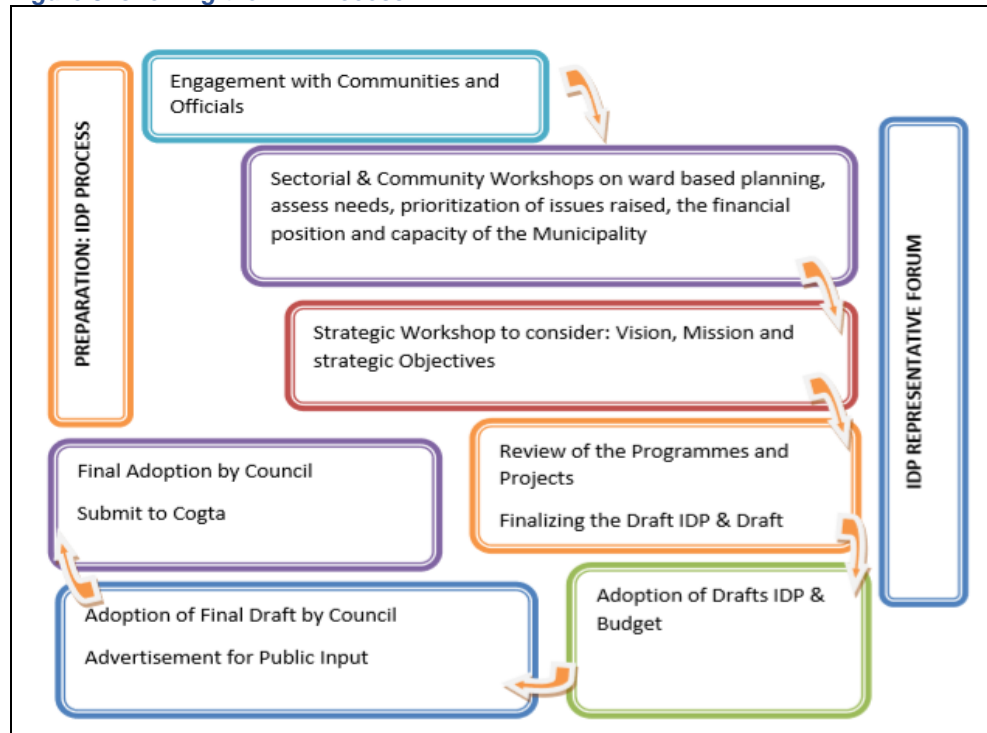 PREPARATION: IDP PROCESS
Engagement with Communities and
Officials
Sectorial & Community Workshops on ward based planning,
assess needs, prioritization of issues raised, the financial
position and capacity of the Municipality
Strategic Workshop to consider: Vision, Mission and
strategic Objectives
Review of the Programmes and
Projects
Finalizing the Draft IDP & Draft
IDP REPRESENTATIVE FORUM
Adoption of Drafts IDP &
Budget
Adoption of Final Draft by Council
Advertisement for Public Input
Final Adoption by Council
Submit to Cogta